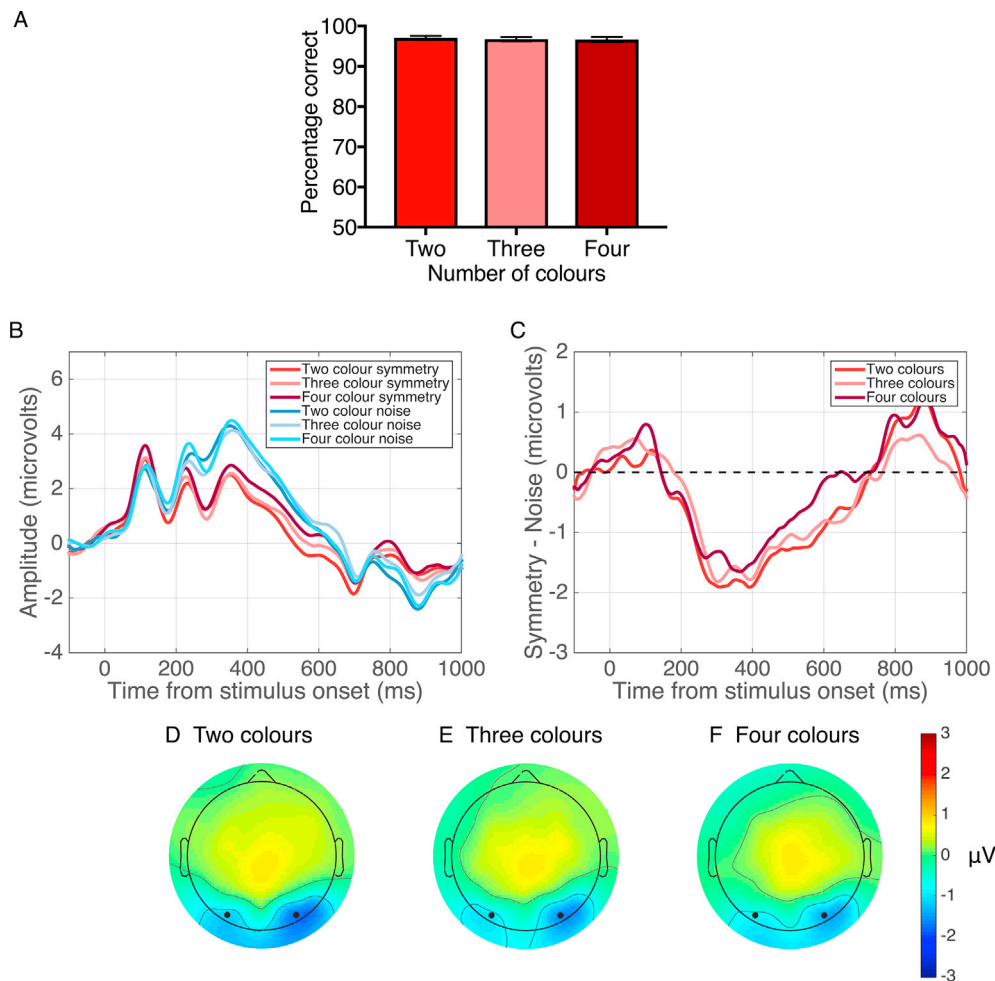 A
Percentage correct
100
90
80
70
60
50
Two Three Four
Number of colours
B
Amplitude (microvolts)
6
4
2
0
-2
-4
Two colour symmetry
Three colour symmetry
Four colour symmetry
Two colour noise
Three colour noise
Four colour noise
0 200 400 600 800 1000
Time from stimulus onset (ms)
C
Symmetry - Noise (microvolts)
2
1
0
-1
-2
-3
Two colours
Three colours
Four colours
0 200 400 600 800 1000
Time from stimulus onset (ms)
D Two colours
E Three colours
F Four colours
3
2
1
0
-1
-2
-3
μV